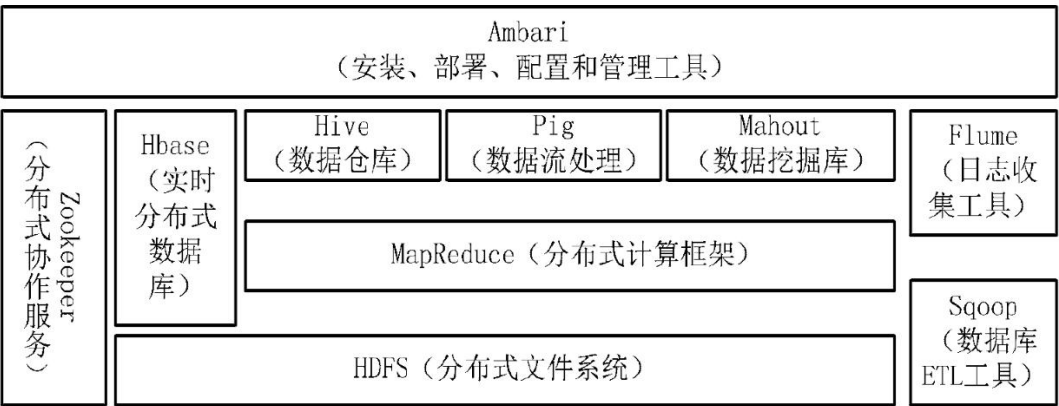 Ambari
(安装、部署、配置和管理工具)
Zookeeper
(分布式协作服务)
Hbase
(实时
分布式
数据
库)
Hive
(数据仓库)
Pig
(数据流处理)
Mahout
(数据挖掘库)
Flume
(日志收
集工具)
MapReduce(分布式计算框架)
Sqoop
(数据库
ETL工具)
HDFS(分布式文件系统)